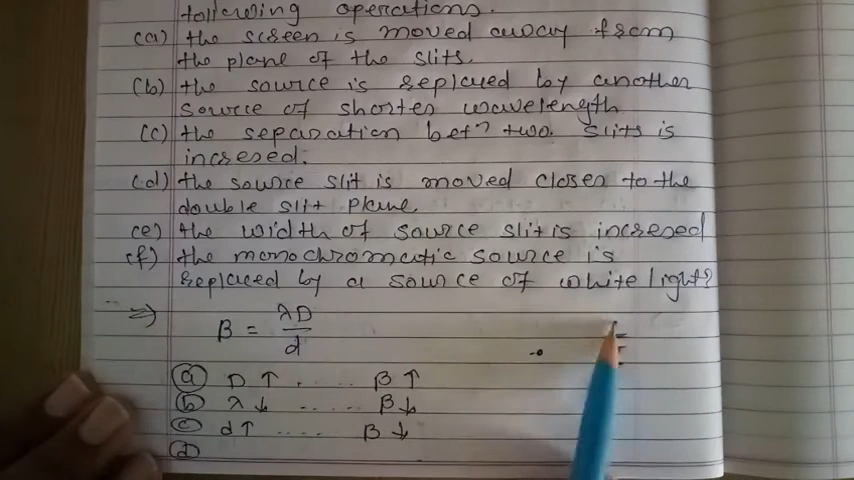 following operations.
(a) the screen is moved away from
the plane of the slits.
(b) the source is replaced by another
source of shorter wavelength
(c) the separation betⁿ two slits is
incresed.
(d) the source slit is moved closer to the
double slit plane.
(e) the width of source slit is incresed
(f) the monochromatic source is
replaced by a source of white light?
⇒ β = λD/d
(a) D ↑ . ..... β ↑
(b) λ ↓ ...... β ↓
(c) d ↑ ..... β ↓
(d)